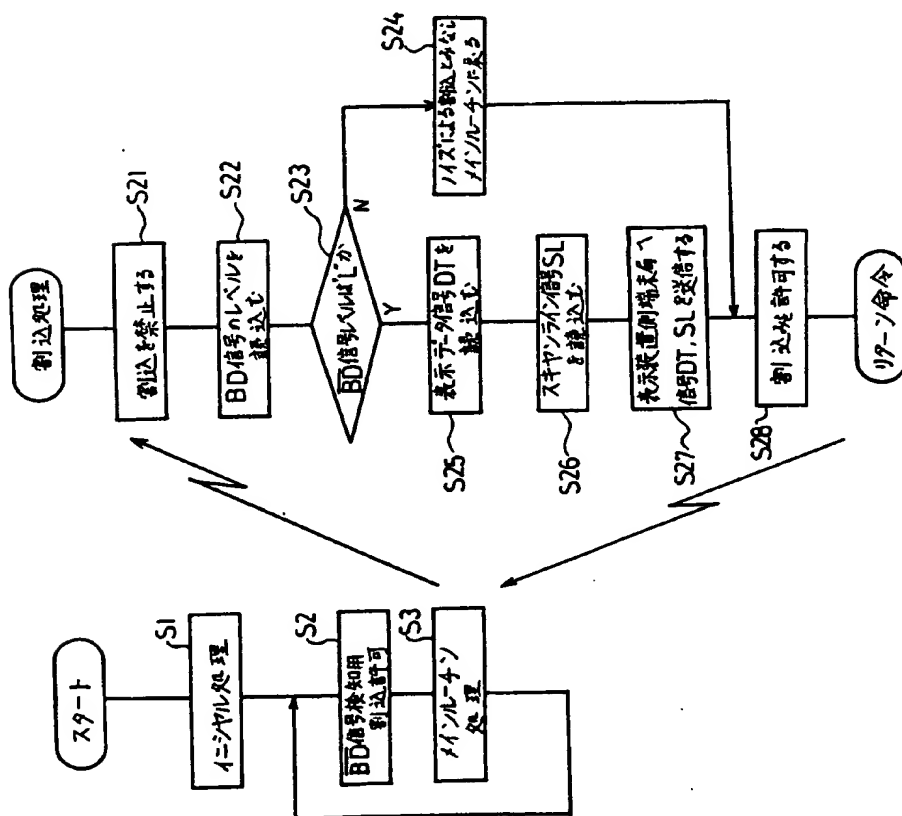 スタート
S1
イニシャル処理
S2
BD信号検知用
割込許可
S3
メインルーチン
処理
割込処理
S21
割込を禁止する
S22
BD信号のレベルを
読込む
S23
BD信号レベルは"L"か
N
Y
S24
ノイズによる割込とみなし
メインルーチンに戻る
S25
表示データ信号DTを
読込む
S26
スキャンライン信号SL
を読込む
S27
表示装置側端末局へ
信号DT,SLを送信する
S28
割込みを許可する
リターン命令